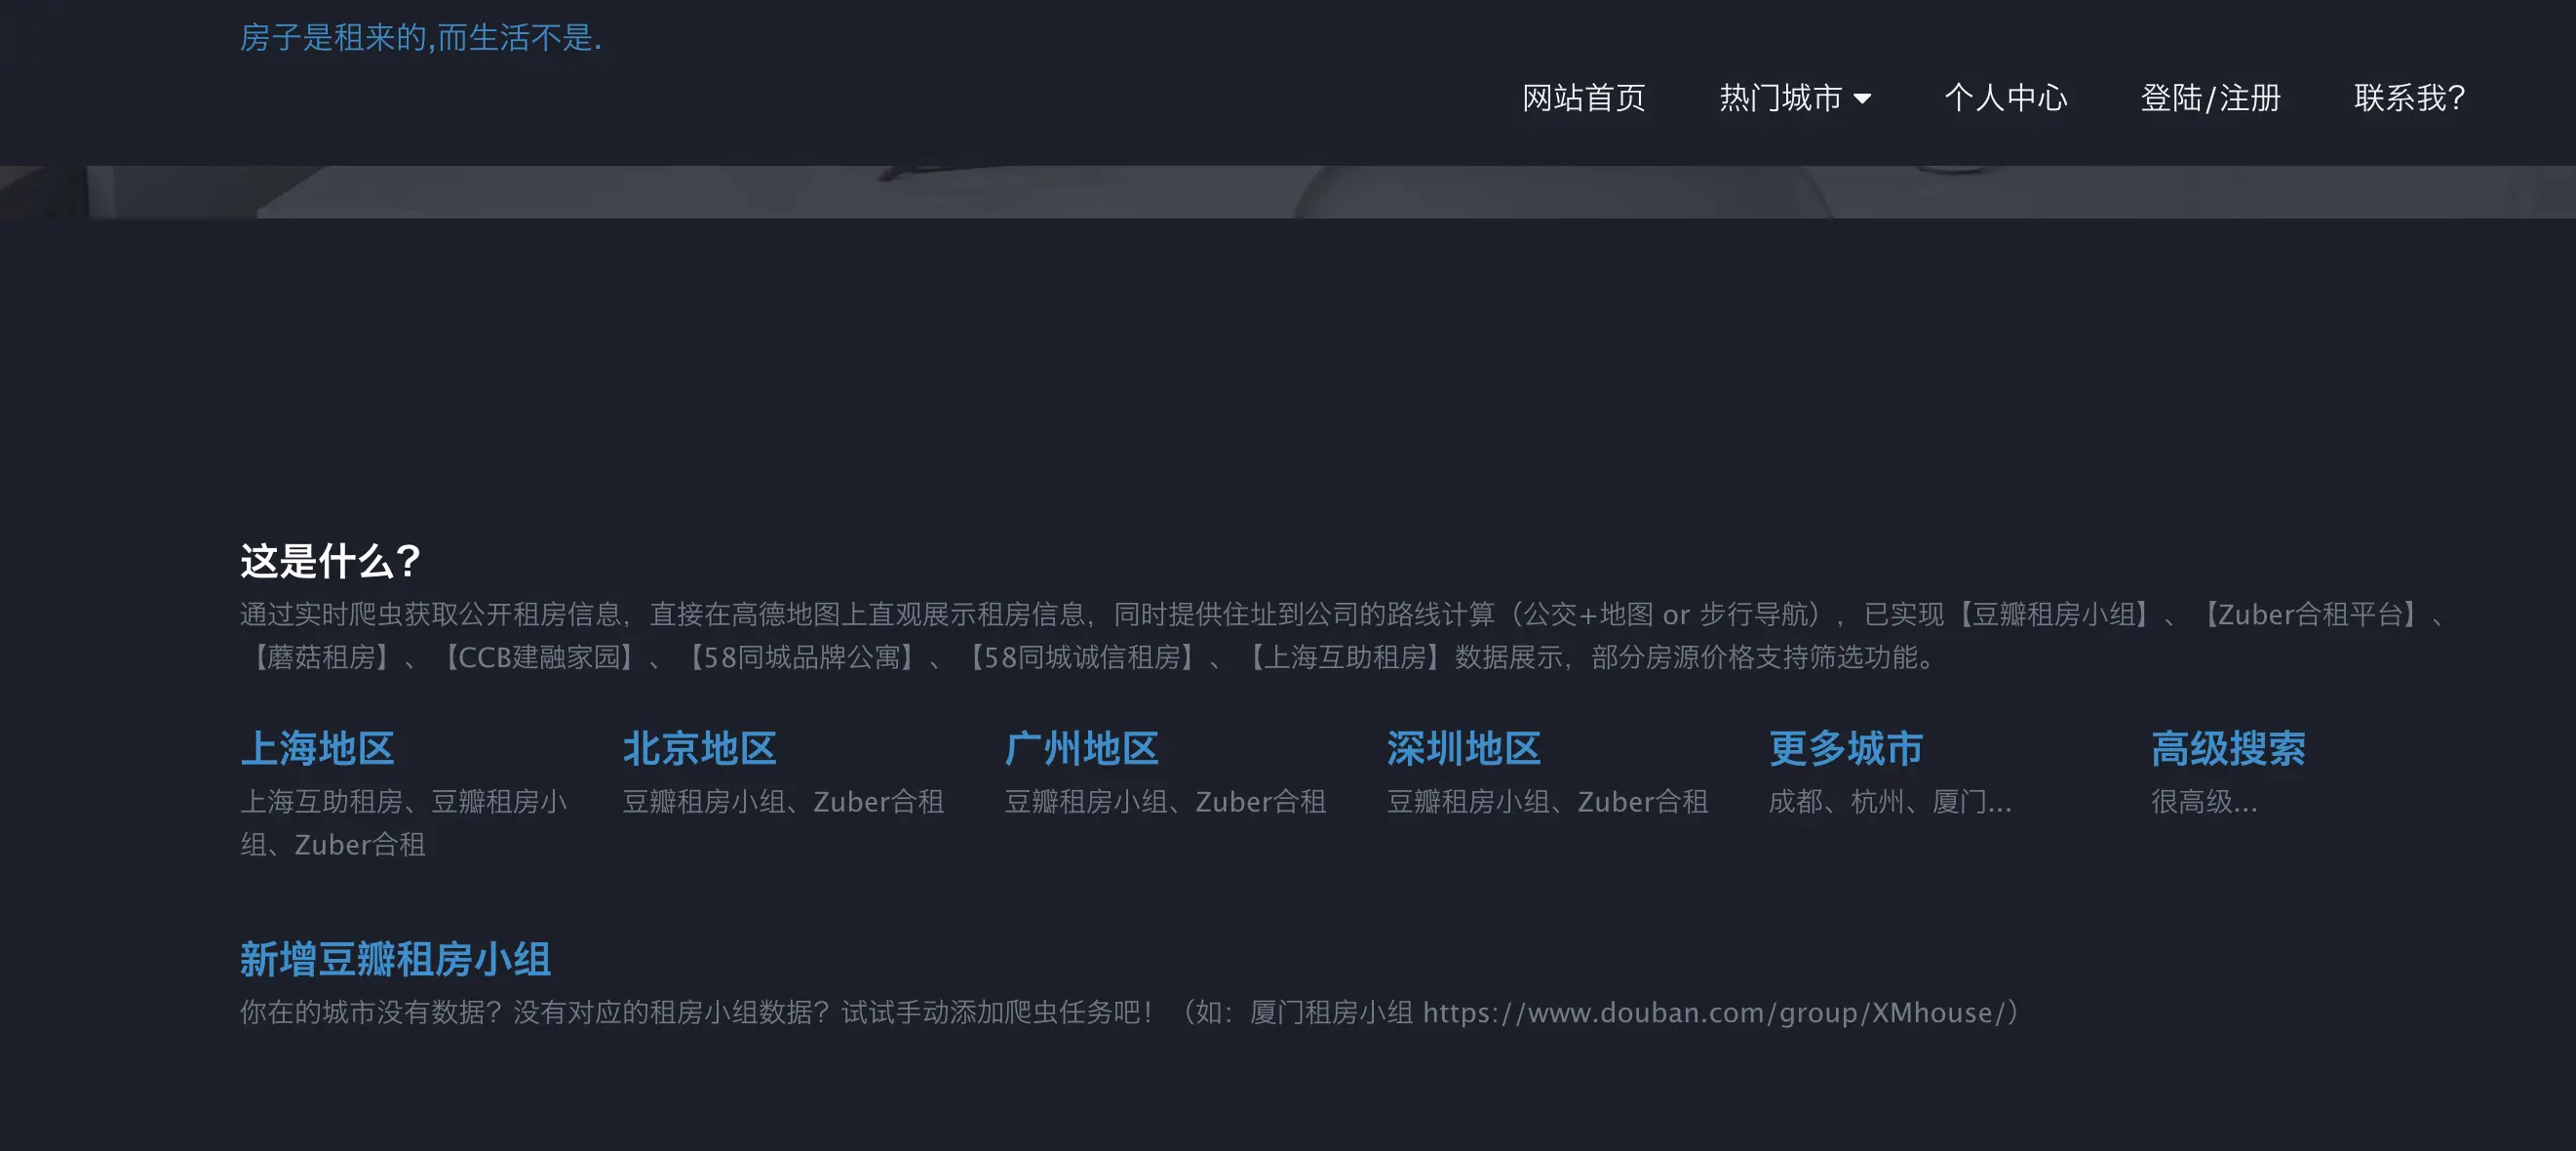 房子是租来的,而生活不是.
网站首页 热门城市 个人中心 登陆/注册 联系我?
这是什么?
通过实时爬虫获取公开租房信息，直接在高德地图上直观展示租房信息，同时提供住址到公司的路线计算（公交+地图 or 步行导航），已实现【豆瓣租房小组】、【Zuber合租平台】、
【蘑菇租房】、【CCB建融家园】、【58同城品牌公寓】、【58同城诚信租房】、【上海互助租房】数据展示，部分房源价格支持筛选功能。
上海地区
上海互助租房、豆瓣租房小
组、Zuber合租
北京地区
豆瓣租房小组、Zuber合租
广州地区
豆瓣租房小组、Zuber合租
深圳地区
豆瓣租房小组、Zuber合租
更多城市
成都、杭州、厦门...
高级搜索
很高级...
新增豆瓣租房小组
你在的城市没有数据？没有对应的租房小组数据？试试手动添加爬虫任务吧！（如：厦门租房小组 https://www.douban.com/group/XMhouse/）